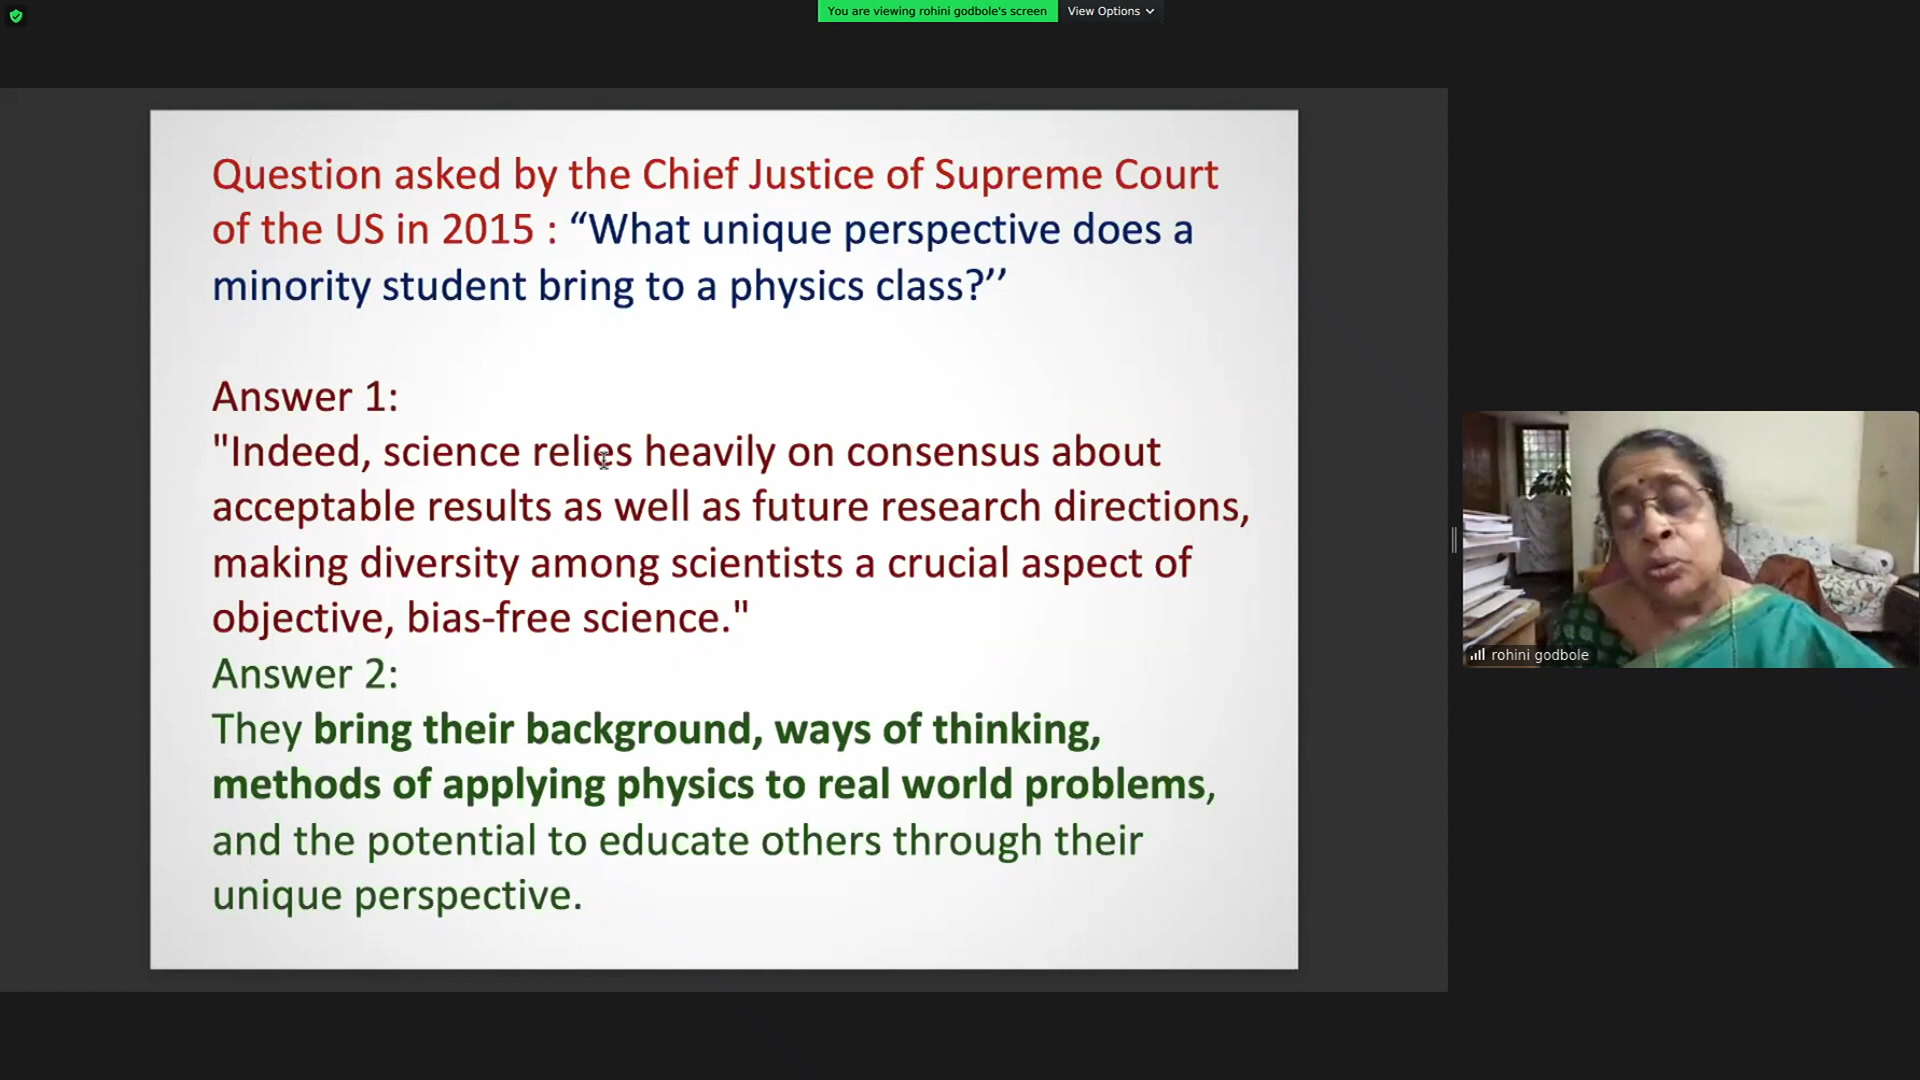 You are viewing rohini godbole's screen
View Options
Question asked by the Chief Justice of Supreme Court
of the US in 2015 : “What unique perspective does a
minority student bring to a physics class?’’
Answer 1:
"Indeed, science relies heavily on consensus about
acceptable results as well as future research directions,
making diversity among scientists a crucial aspect of
objective, bias-free science."
Answer 2:
They bring their background, ways of thinking,
methods of applying physics to real world problems,
and the potential to educate others through their
unique perspective.
rohini godbole